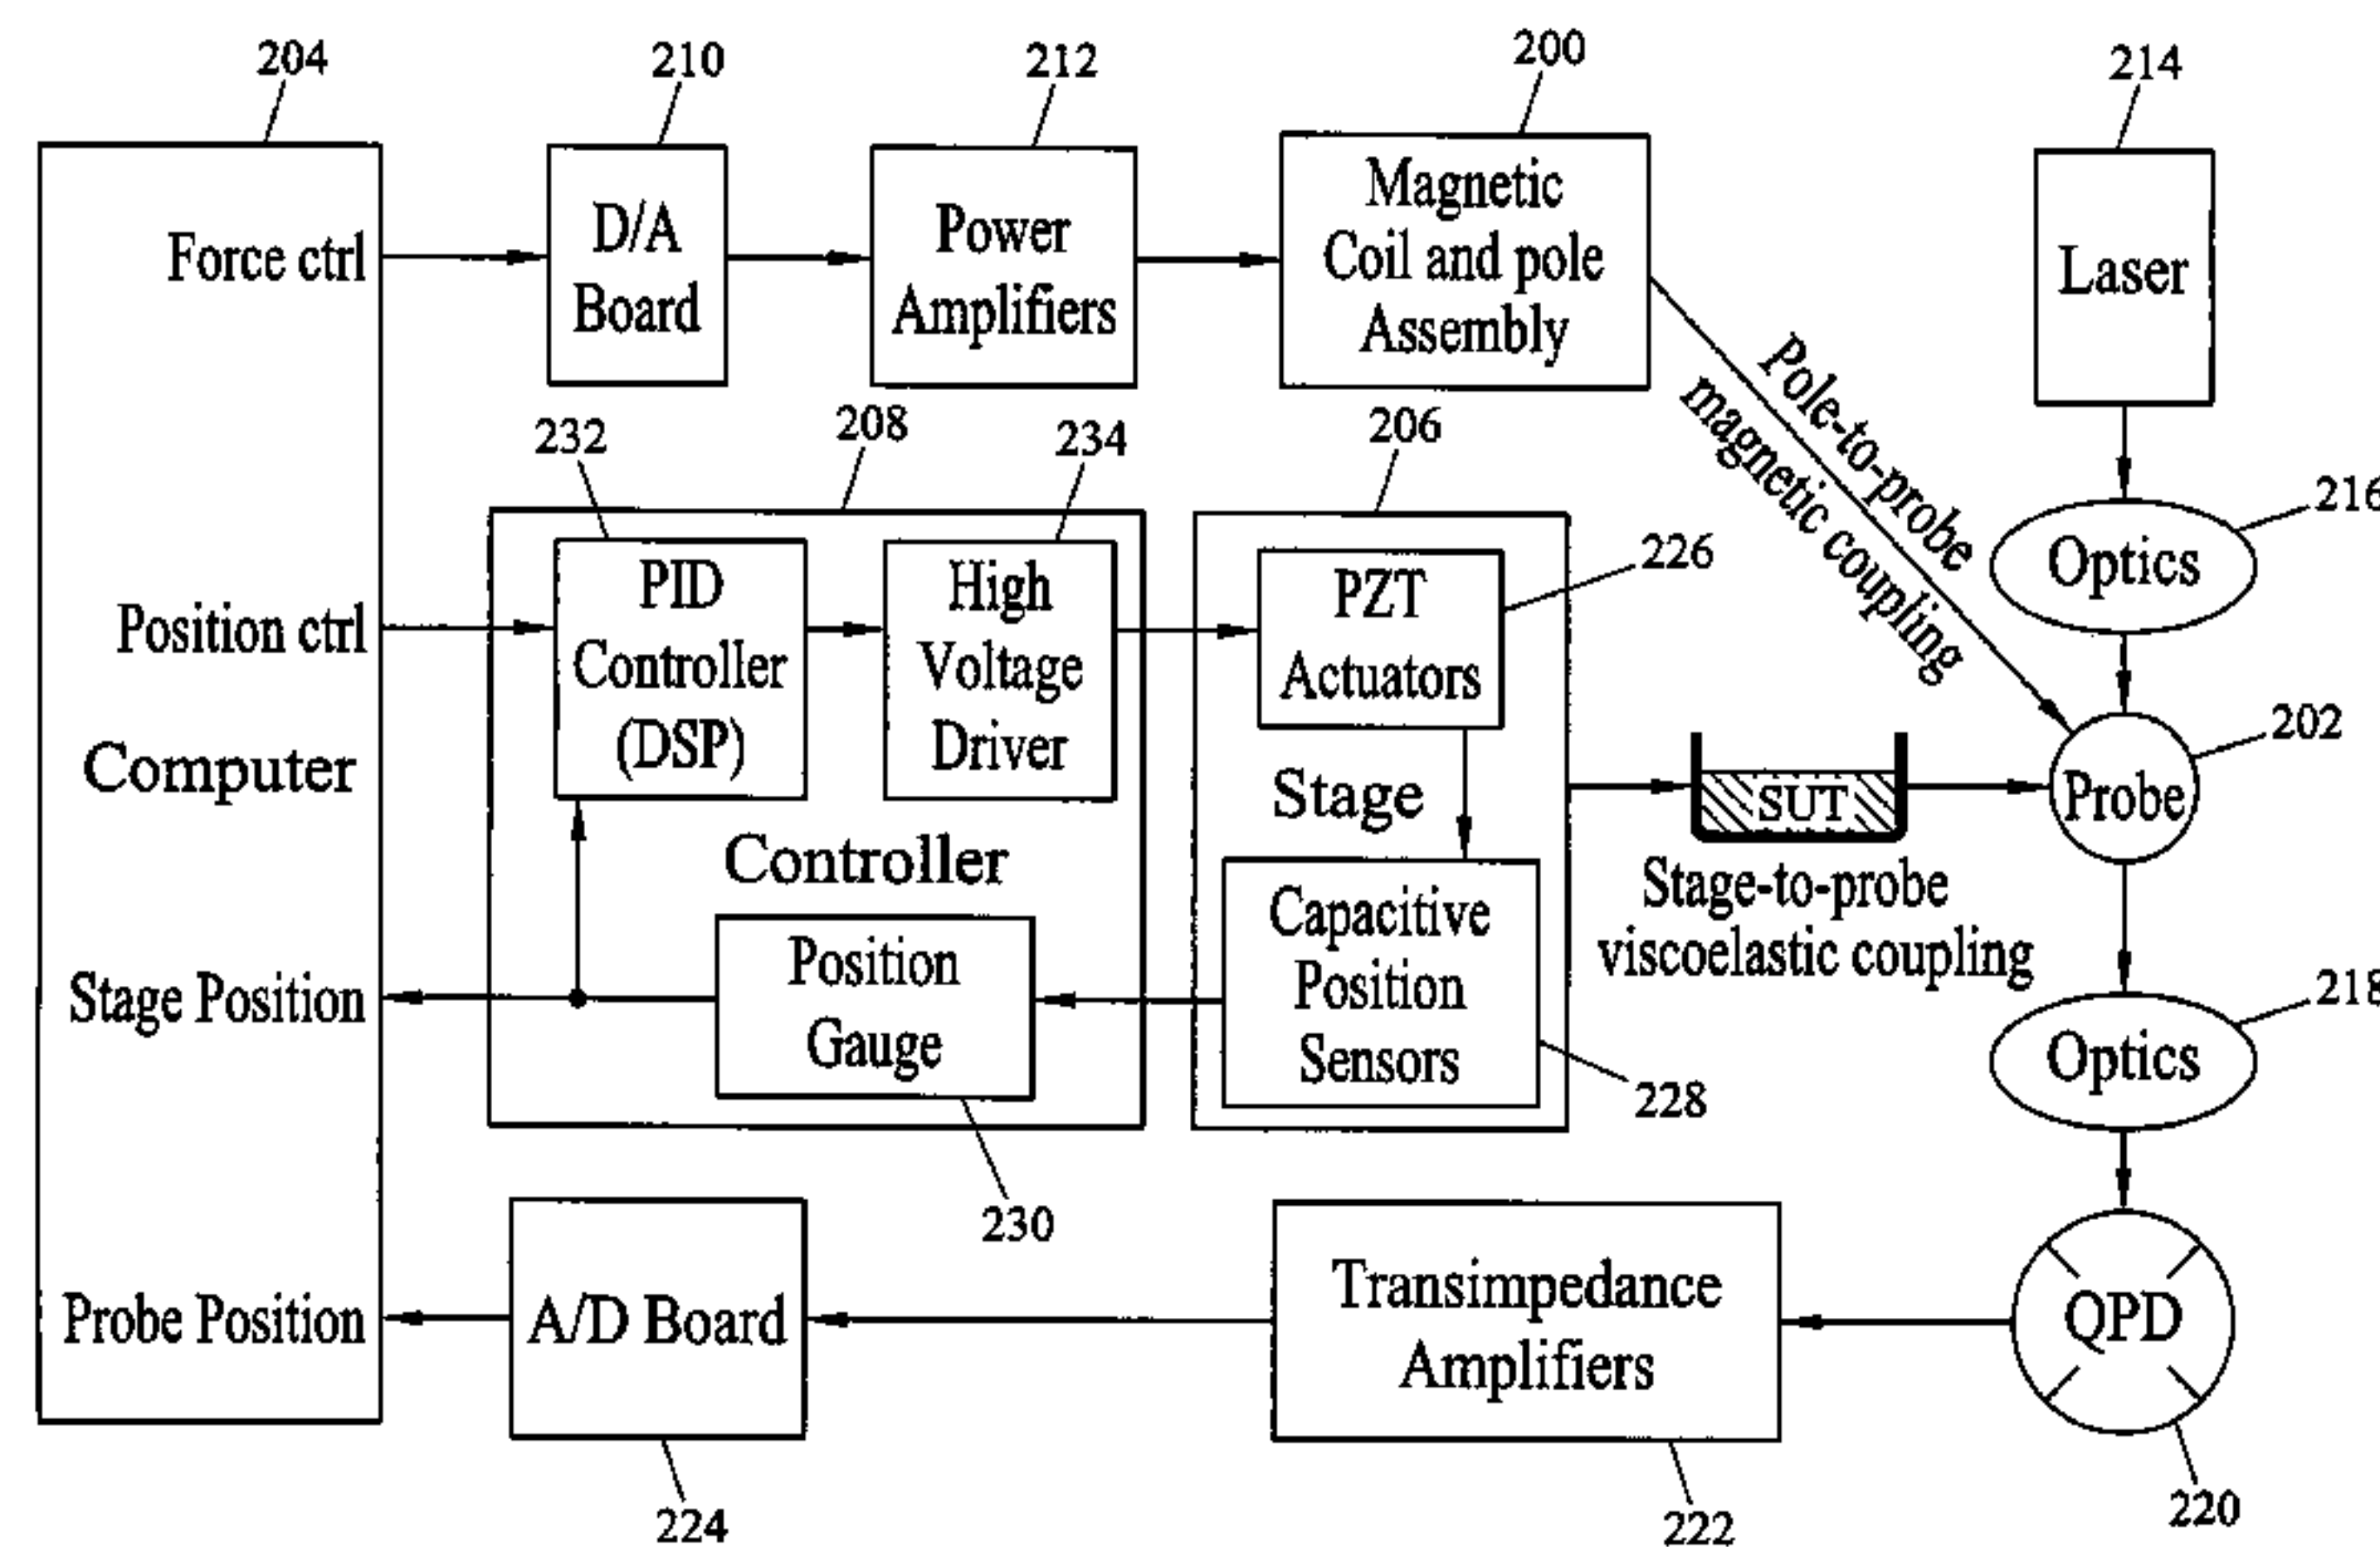 204
210
212
200
214
Force ctrl
D/A
Board
Power
Amplifiers
Magnetic
Coil and pole
Assembly
Laser
Pole-to-probe
magnetic coupling
216
Optics
232
208
234
206
226
Position ctrl
PID
Controller
(DSP)
High
Voltage
Driver
PZT
Actuators
Computer
Controller
Stage
SUT
Probe
202
Stage-to-probe
viscoelastic coupling
Stage Position
Position
Gauge
Capacitive
Position
Sensors
218
Optics
228
230
Probe Position
A/D Board
Transimpedance
Amplifiers
QPD
224
222
220